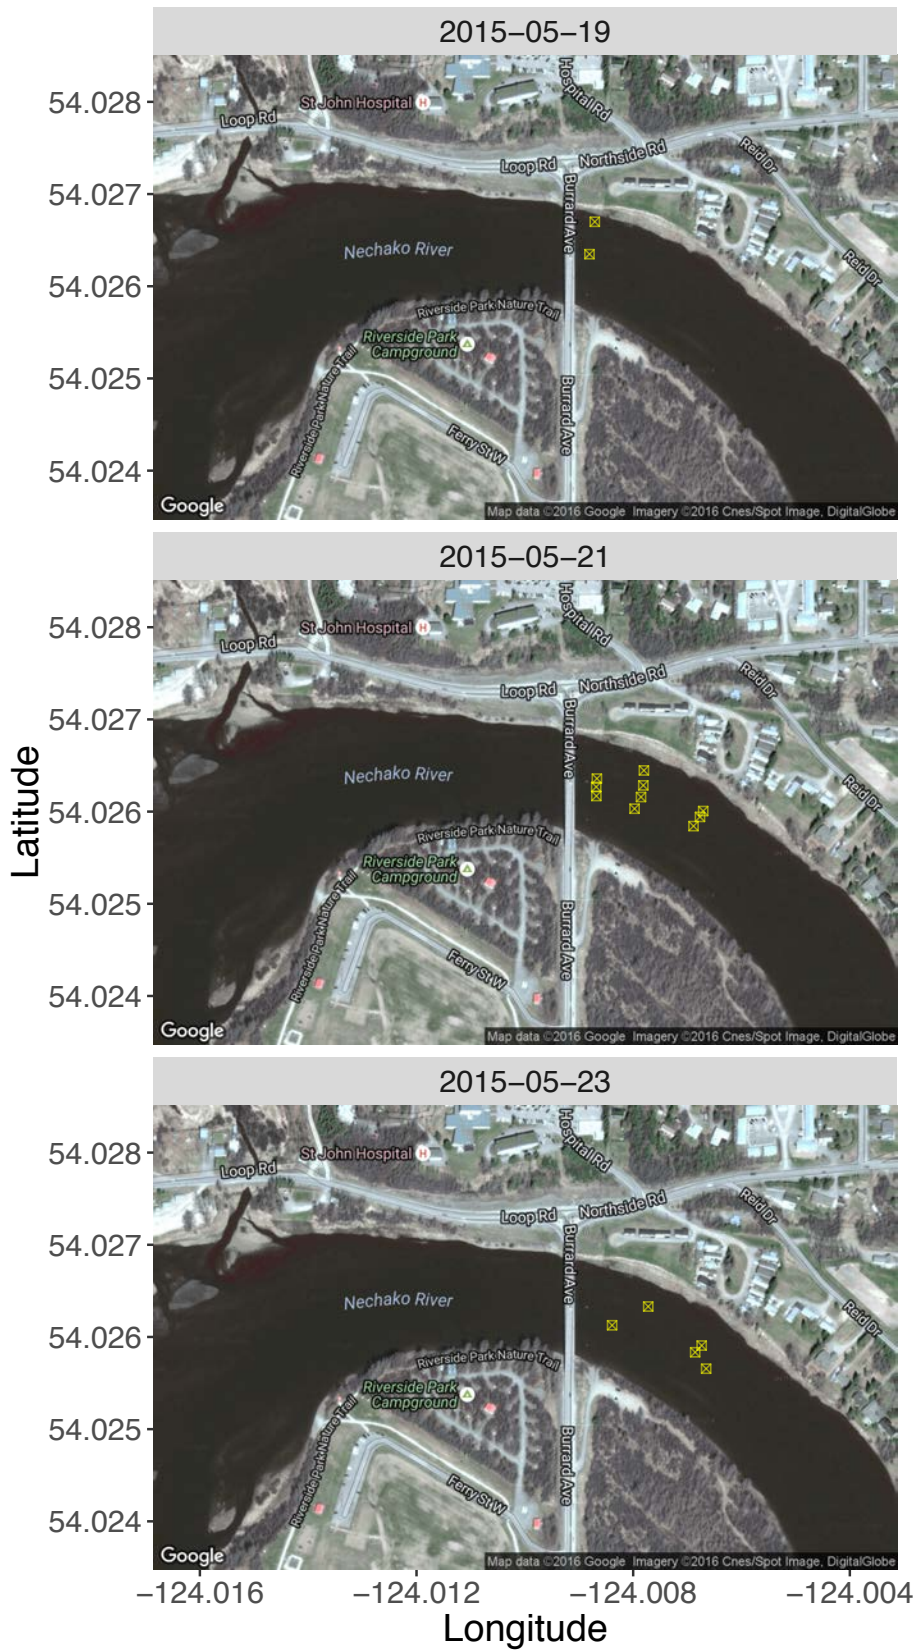 2015−05−19
54.028
54.027
54.026
54.025
54.024
St John Hospital
H
Hospital Rd
Loop Rd
Loop Rd
Northside Rd
Reid Dr
Burrard Ave
Nechako River
Reid Dr
Riverside Park Nature Trail
Riverside Park
Campground
Riverside Park Nature Trail
Burrard Ave
Ferry St W
Google
Map data ©2016 Google Imagery ©2016 Cnes/Spot Image, DigitalGlobe
2015−05−21
Latitude
54.028
54.027
54.026
54.025
54.024
St John Hospital
H
Hospital Rd
Loop Rd
Loop Rd
Northside Rd
Reid Dr
Burrard Ave
Nechako River
Reid Dr
Riverside Park Nature Trail
Riverside Park
Campground
Riverside Park Nature Trail
Burrard Ave
Ferry St W
Google
Map data ©2016 Google Imagery ©2016 Cnes/Spot Image, DigitalGlobe
2015−05−23
54.028
54.027
54.026
54.025
54.024
St John Hospital
H
Hospital Rd
Loop Rd
Loop Rd
Northside Rd
Reid Dr
Burrard Ave
Nechako River
Reid Dr
Riverside Park Nature Trail
Riverside Park
Campground
Riverside Park Nature Trail
Burrard Ave
Ferry St W
Google
Map data ©2016 Google Imagery ©2016 Cnes/Spot Image, DigitalGlobe
−124.016 −124.012 −124.008 −124.004
Longitude